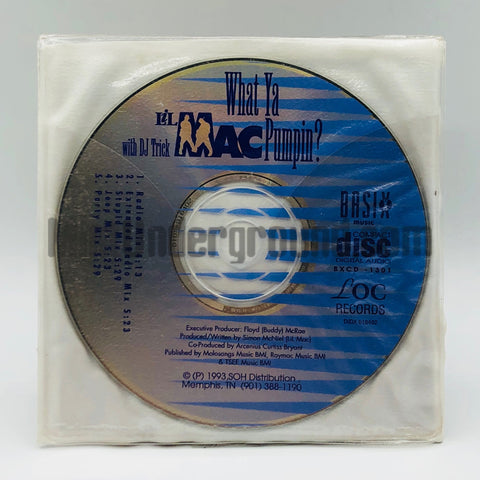 What Ya
Pumpin?
Lil
MAC
with DJ Trick
1. Radio Mix 4:13
2. Extended Radio Mix 5:23
3. Stupid Mix 5:29
4. Jeep Mix 5:23
5. Party Mix 5:29
BASIX
music
COMPACT
disc
DIGITAL AUDIO
BXCD -1301
LOC
RECORDS
Executive Producer: Floyd (Buddy) McRae
Produced/Written by Simon McNiel (Lil' Mac)
Co-Produced by Arcenius Curtiss Bryant
Published by Molosongs Music BMI, Raymac Music BMI
& TSEE Music BMI
© (P) 1993 SOH Distribution
Memphis, TN (901) 388-1190